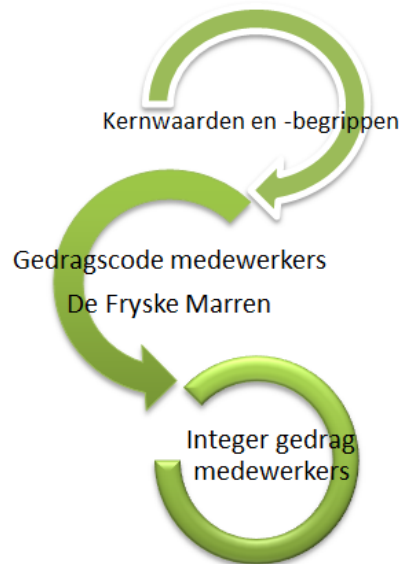 Kernwaarden en -begrippen
Gedragscode medewerkers
De Fryske Marren
Integer gedrag
medewerkers